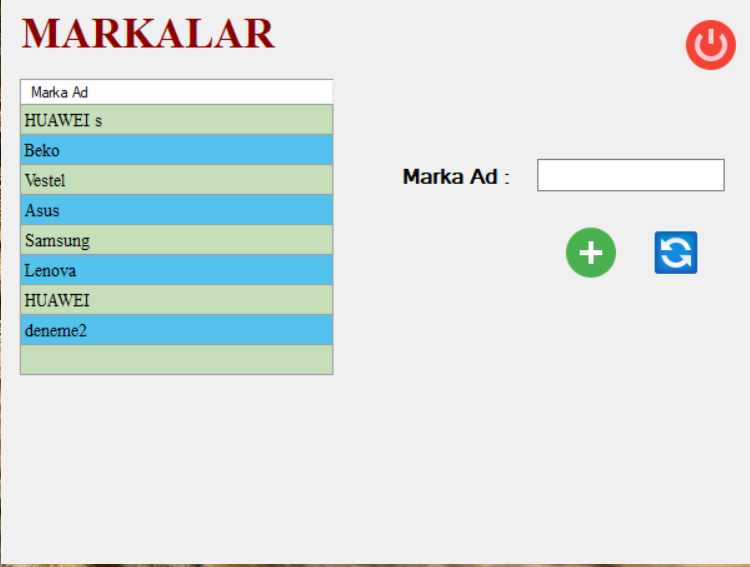 MARKALAR
Marka Ad
HUAWEI s
Beko
Vestel
Asus
Samsung
Lenova
HUAWEI
deneme2
Marka Ad :